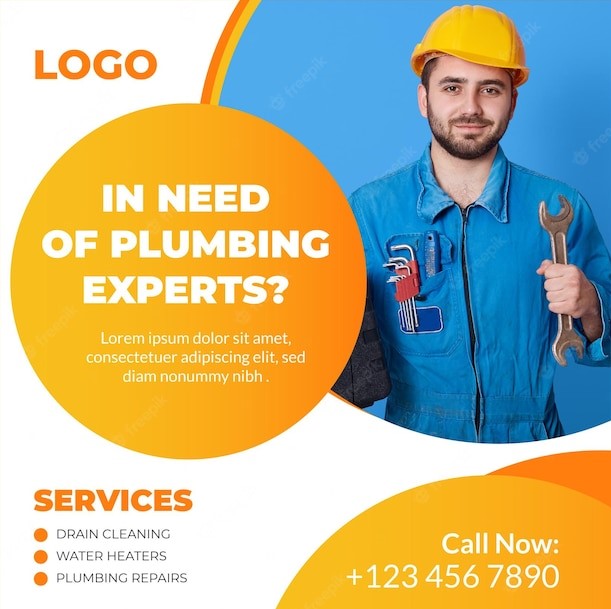 LOGO
IN NEED
OF PLUMBING
EXPERTS?
Lorem ipsum dolor sit amet,
consectetuer adipiscing elit, sed
diam nonummy nibh .
SERVICES
DRAIN CLEANING
WATER HEATERS
PLUMBING REPAIRS
Call Now:
+123 456 7890
freepik